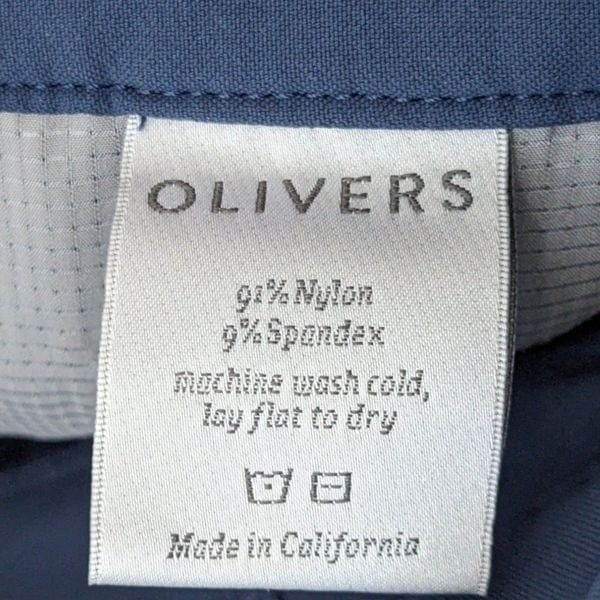 OLIVERS
91% Nylon
9% Spandex
machine wash cold,
lay flat to dry
Made in California